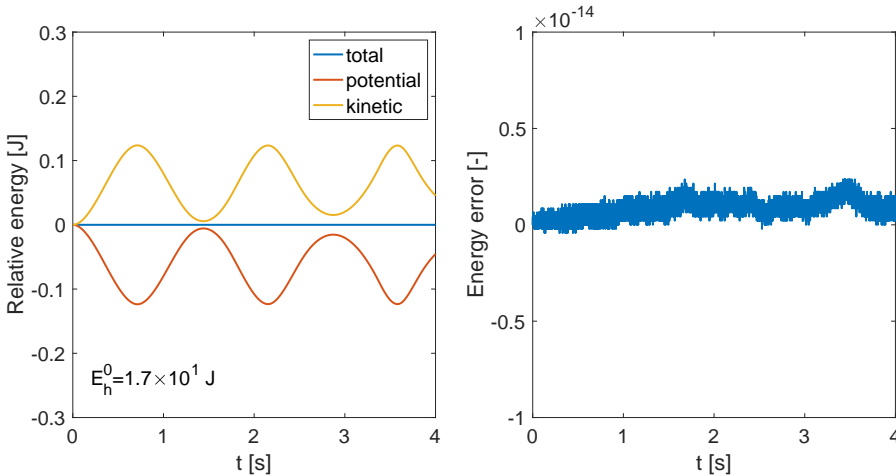 0.3
0.2
0.1
0
-0.1
-0.2
-0.3
Relative energy [J]
total
potential
kinetic
E_h^0=1.7×10^1 J
0 1 2 3 4
t [s]
×10^-14
1
0.5
0
-0.5
-1
Energy error [-]
0 1 2 3 4
t [s]